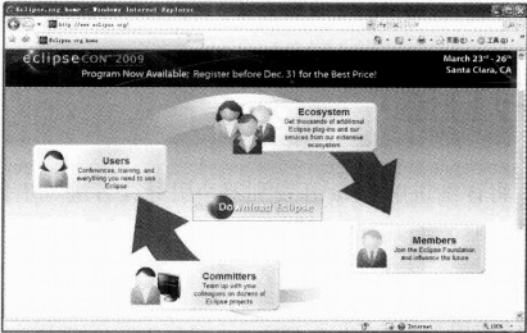 Eclipse.org home - Windows Internet Explorer
http://www.eclipse.org/
Eclipse.org home
eclipsecon™ 2009
March 23rd - 26th
Santa Clara, CA
Program Now Available; Register before Dec. 31 for the Best Price!
Ecosystem
Get thousands of additional
Eclipse plug-ins and our
services from our extensive
ecosystem
Users
Conferences, training, and
everything you need to use
Eclipse
Download Eclipse
Members
Join the Eclipse Foundation,
and influence the future
Committers
Team up with your
colleagues on dozens of
Eclipse projects
Internet
100%